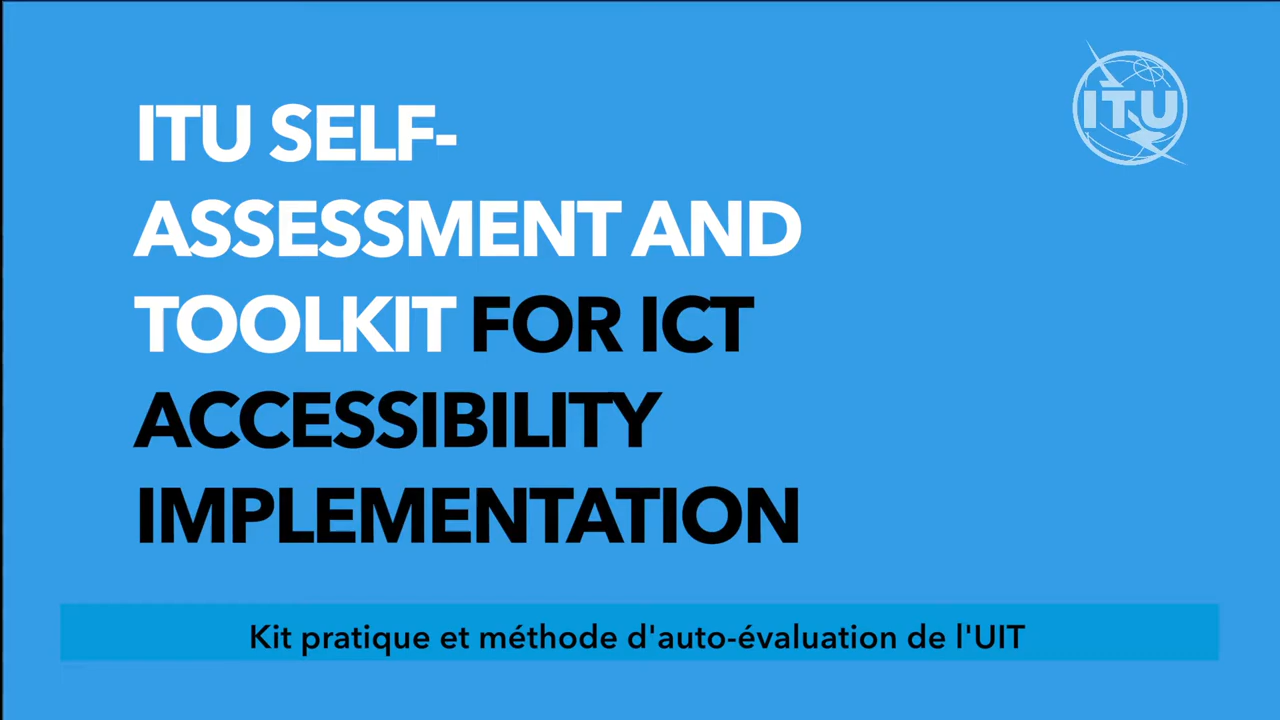 ITU
ITU SELF-
ASSESSMENT AND
TOOLKIT FOR ICT
ACCESSIBILITY
IMPLEMENTATION
Kit pratique et méthode d'auto-évaluation de l'UIT